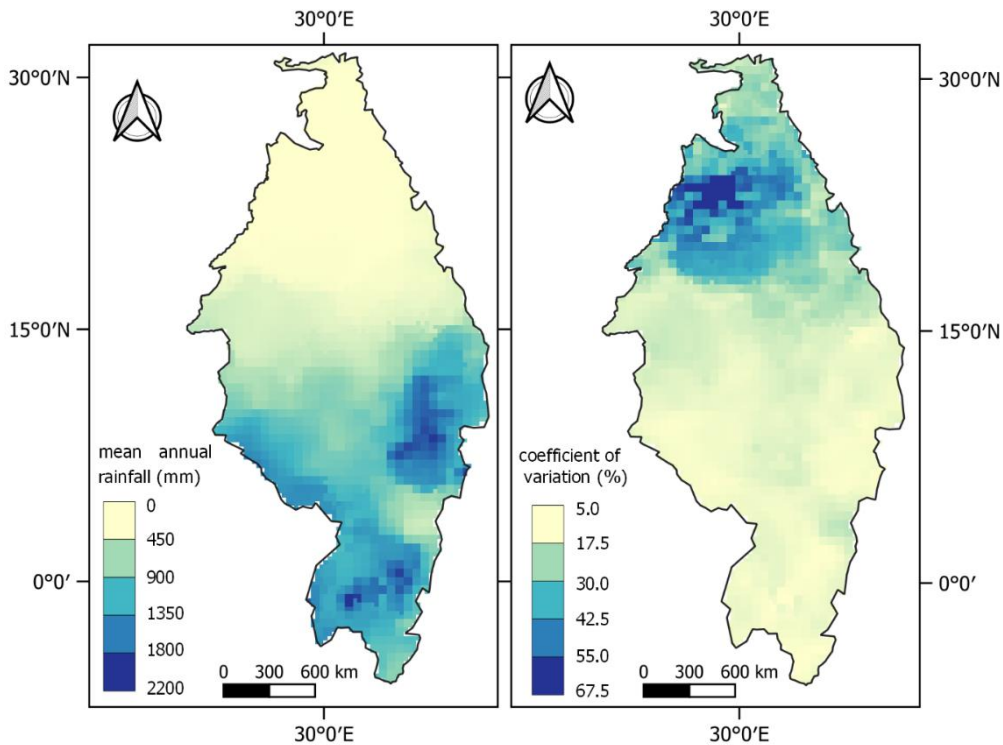 30°0'E
30°0'E
30°0'N
30°0'N
15°0'N
15°0'N
mean annual
rainfall (mm)
0
450
900
1350
1800
2200
coefficient of
variation (%)
5.0
17.5
30.0
42.5
55.0
67.5
0°0'
0°0'
0 300 600 km
0 300 600 km
30°0'E
30°0'E